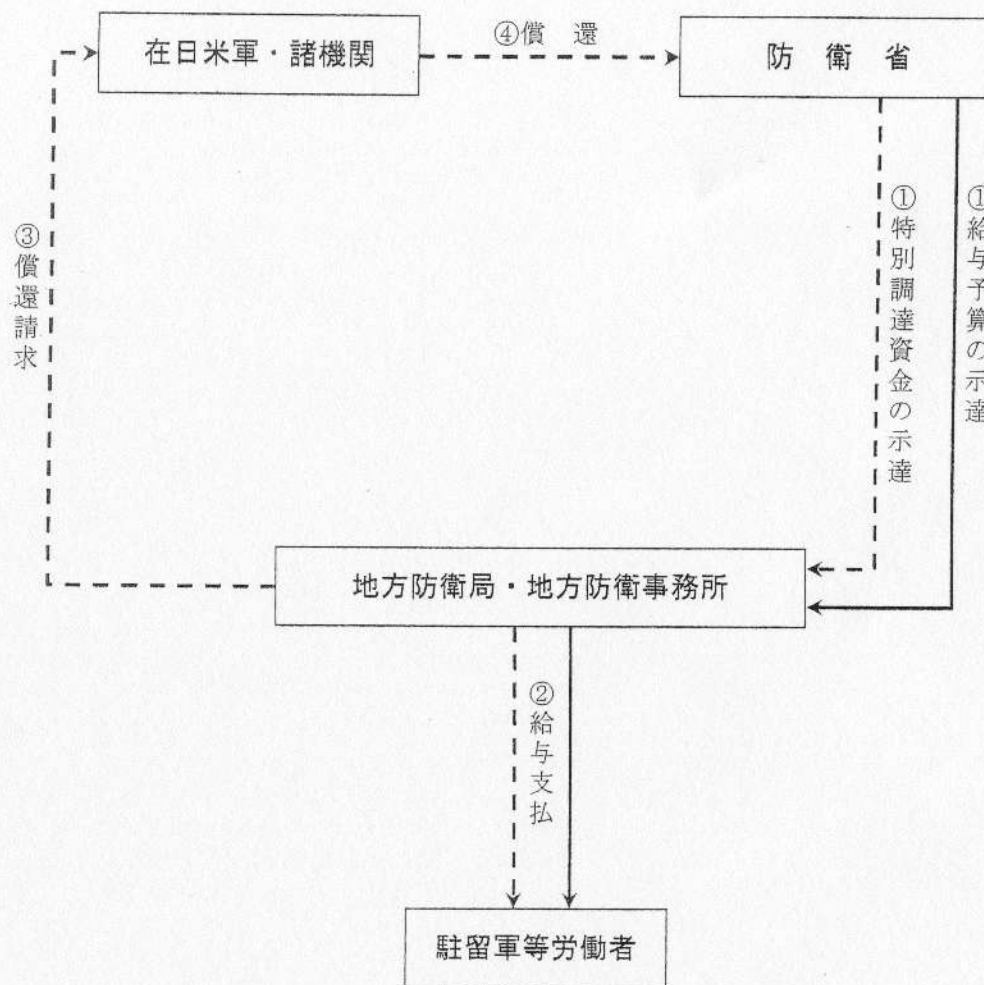 在日米軍・諸機関
④償 還
防 衛 省
①給与予算の示達
①特別調達資金の示達
③償還請求
地方防衛局・地方防衛事務所
②給与支払
駐留軍等労働者